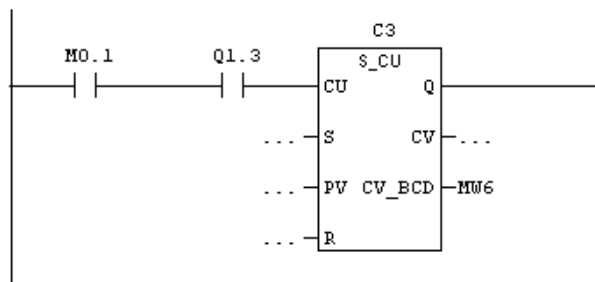 C3
M0.1 Q1.3 S_CU
CU Q
... S CV ...
... PV CV_BCD MW6
... R